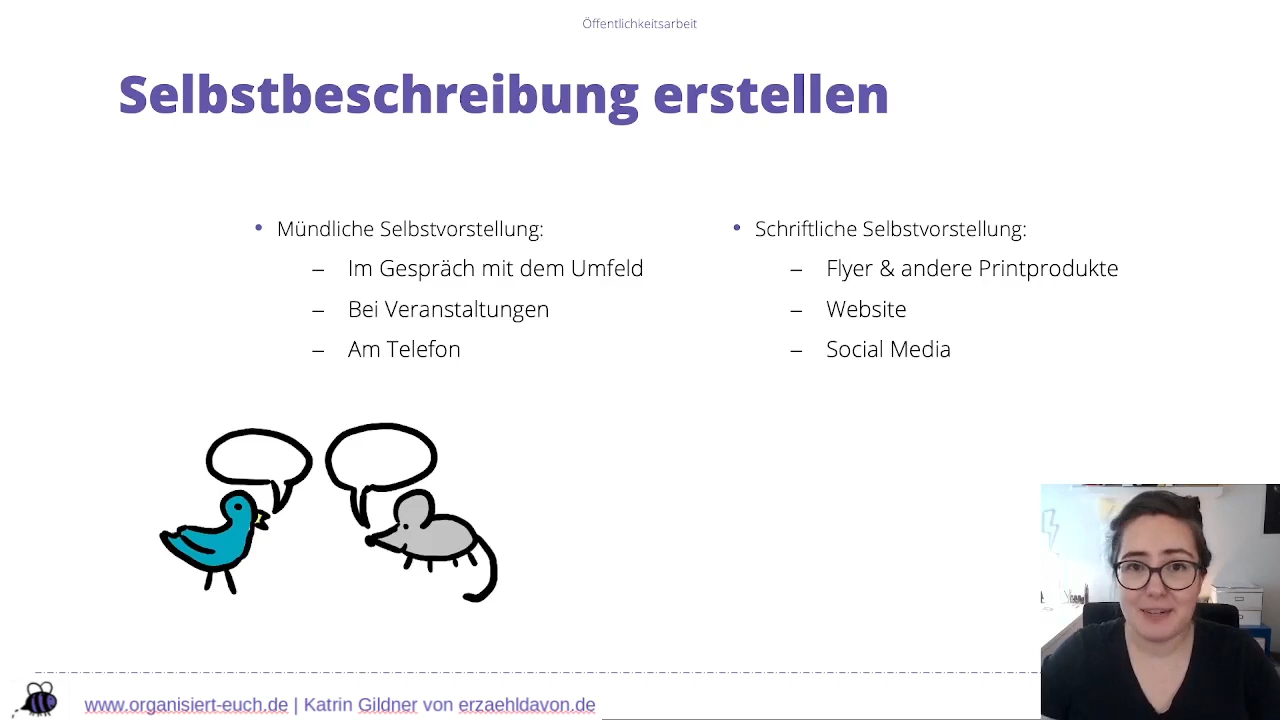 Öffentlichkeitsarbeit
Selbstbeschreibung erstellen
• Mündliche Selbstvorstellung:
– Im Gespräch mit dem Umfeld
– Bei Veranstaltungen
– Am Telefon
• Schriftliche Selbstvorstellung:
– Flyer & andere Printprodukte
– Website
– Social Media
www.organisiert-euch.de | Katrin Gildner von erzaehldavon.de